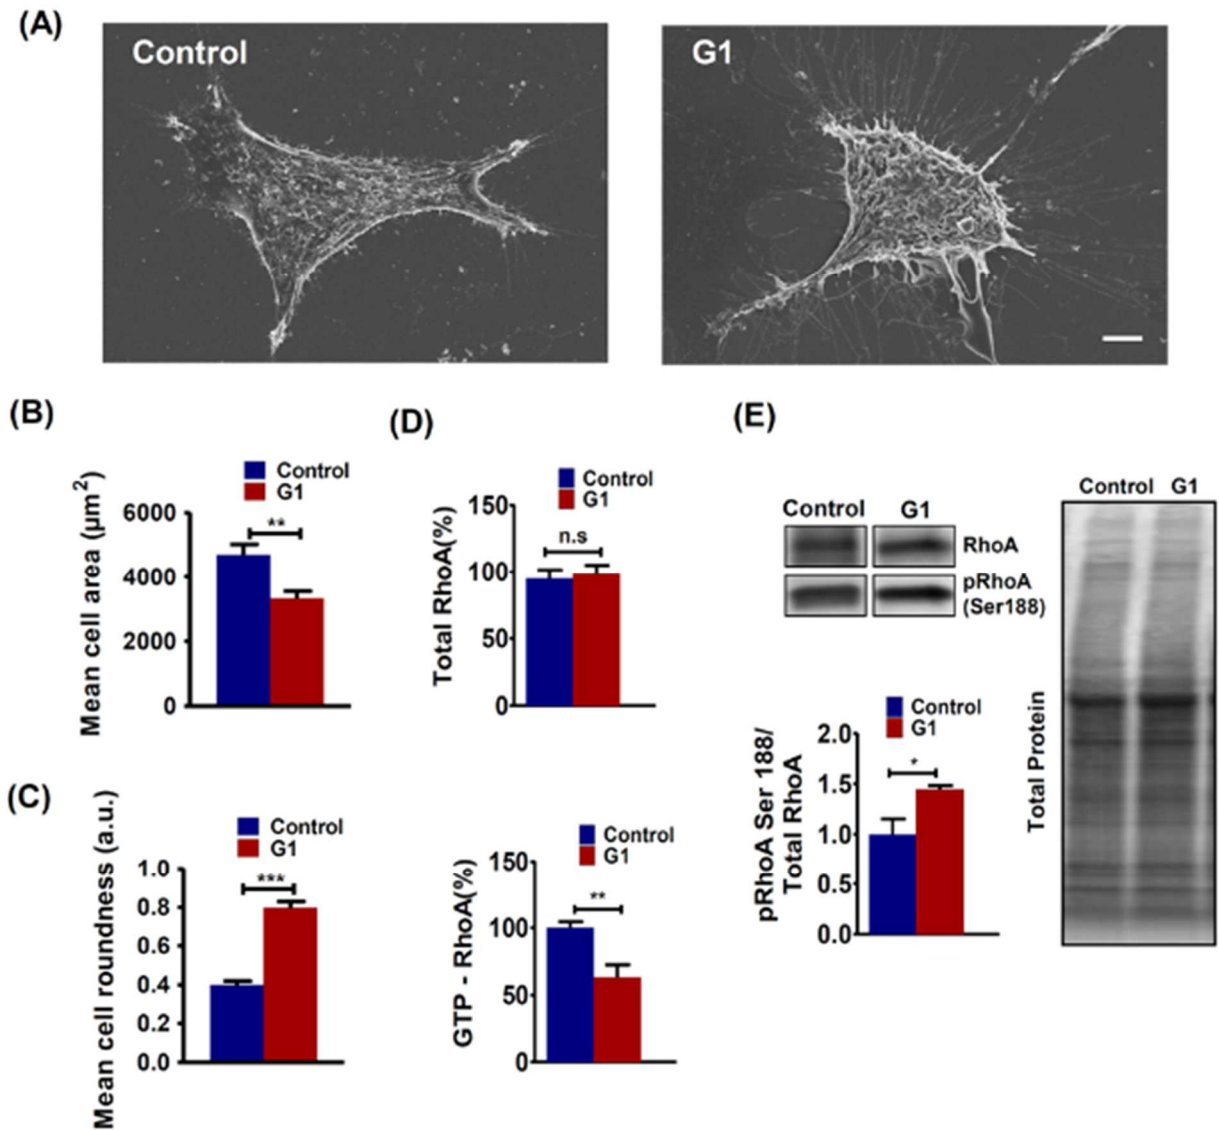 (A)
Control
G1
(B)
Control
G1
Mean cell area (µm2)
6000
4000
2000
0
**
(C)
Control
G1
Mean cell roundness (a.u.)
1.0
0.8
0.6
0.4
0.2
0.0
***
(D)
Control
G1
Total RhoA(%)
150
100
50
0
n.s
Control
G1
GTP - RhoA(%)
150
100
50
0
**
(E)
Control G1
RhoA
pRhoA
(Ser188)
Control
G1
pRhoA Ser 188/
Total RhoA
2.0
1.5
1.0
0.5
0.0
*
Control G1
Total Protein